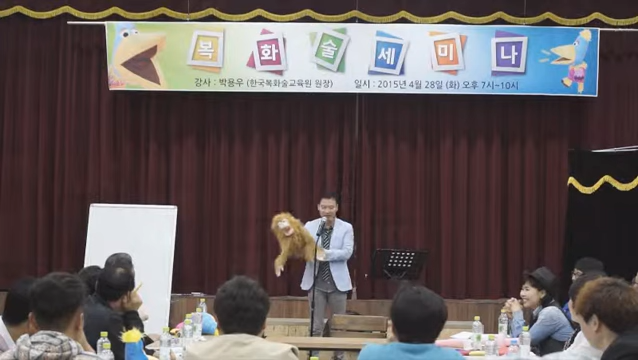 복화술세미나
강사 : 박용우 (한국복화술교육원 원장) 일시 : 2015년 4월 28일 (화) 오후 7시~10시